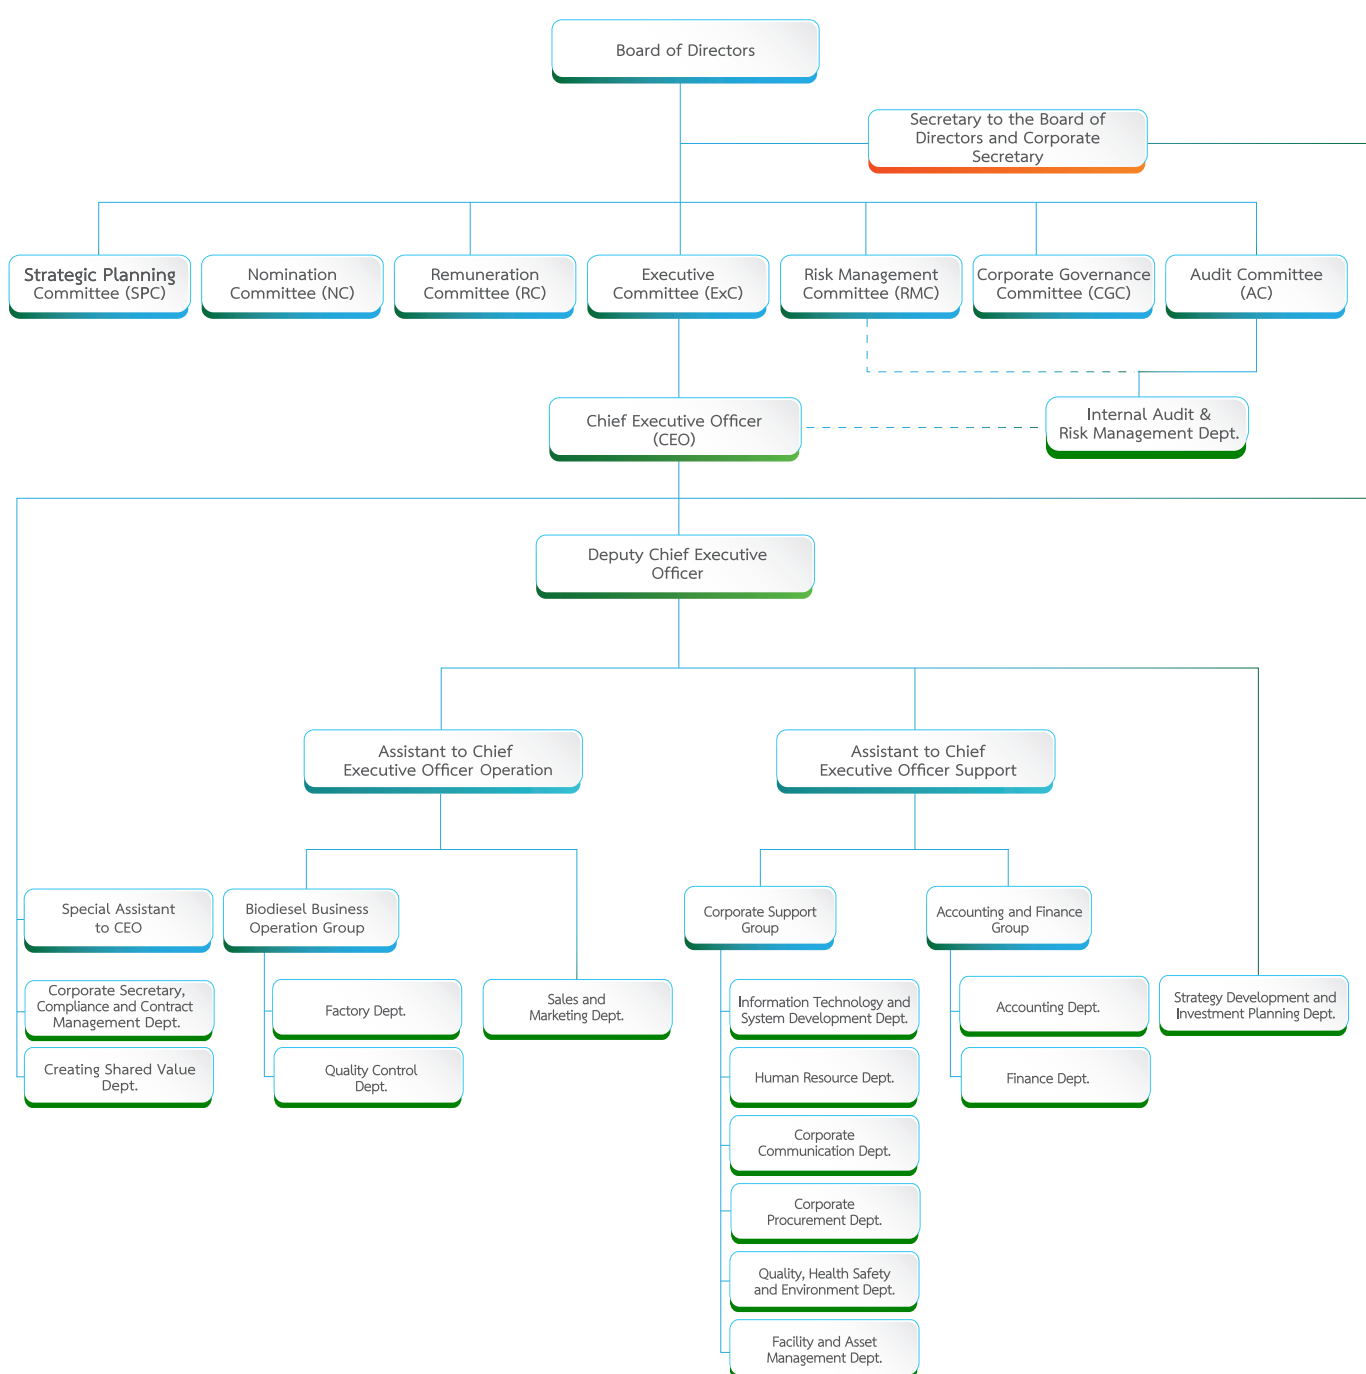 Board of Directors
Secretary to the Board of
Directors and Corporate
Secretary
Strategic Planning
Committee (SPC)
Nomination
Committee (NC)
Remuneration
Committee (RC)
Executive
Committee (ExC)
Risk Management
Committee (RMC)
Corporate Governance
Committee (CGC)
Audit Committee
(AC)
Chief Executive Officer
(CEO)
Internal Audit &
Risk Management Dept.
Deputy Chief Executive
Officer
Assistant to Chief
Executive Officer Operation
Assistant to Chief
Executive Officer Support
Special Assistant
to CEO
Biodiesel Business
Operation Group
Corporate Support
Group
Accounting and Finance
Group
Corporate Secretary,
Compliance and Contract
Management Dept.
Factory Dept.
Sales and
Marketing Dept.
Information Technology and
System Development Dept.
Accounting Dept.
Strategy Development and
Investment Planning Dept.
Creating Shared Value
Dept.
Quality Control
Dept.
Human Resource Dept.
Finance Dept.
Corporate
Communication Dept.
Corporate
Procurement Dept.
Quality, Health Safety
and Environment Dept.
Facility and Asset
Management Dept.